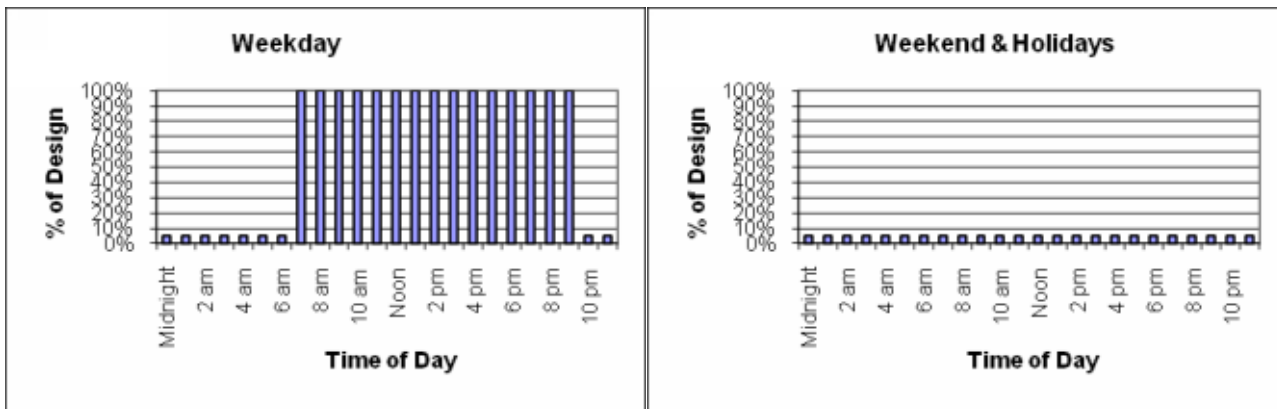 Weekday
% of Design
100%
90%
80%
70%
60%
50%
40%
30%
20%
10%
0%
Midnight
2 am
4 am
6 am
8 am
10 am
Noon
2 pm
4 pm
6 pm
8 pm
10 pm
Time of Day
Weekend & Holidays
% of Design
100%
90%
80%
70%
60%
50%
40%
30%
20%
10%
0%
Midnight
2 am
4 am
6 am
8 am
10 am
Noon
2 pm
4 pm
6 pm
8 pm
10 pm
Time of Day